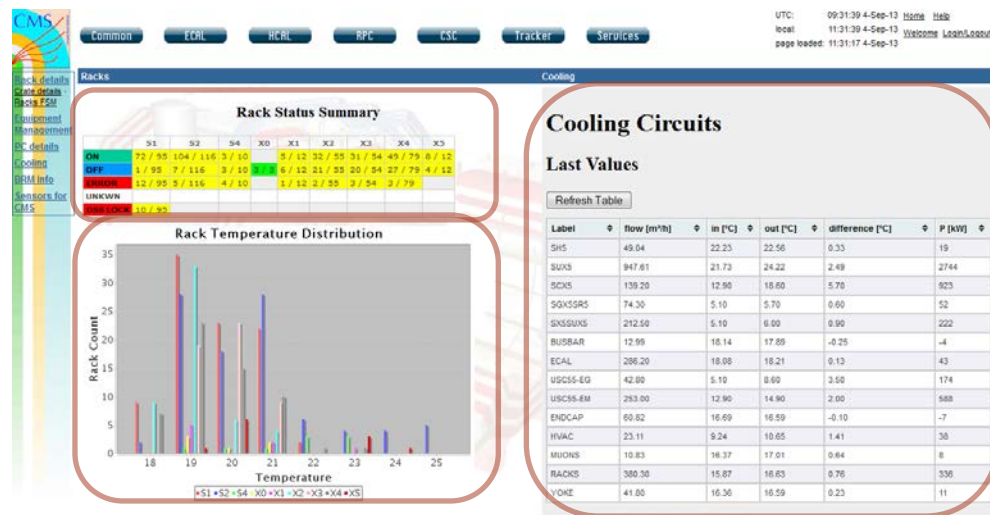 CMS
Common ECAL HCAL RPC CSC Tracker Services
UTC: 09:31:39 4-Sep-13 Home Help
local: 11:31:39 4-Sep-13 Welcome Login/Logout
page loaded: 11:31:17 4-Sep-13
Rack details
Crate details -
Racks FSM
Equipment
Management
PC details
Cooling
BRM info
Sensors for
CMS
Racks
Rack Status Summary
S1 S2 S4 X0 X1 X2 X3 X4 X5
ON 72 / 95 104 / 116 3 / 10 5 / 12 32 / 55 31 / 54 49 / 79 8 / 12
OFF 1 / 95 7 / 116 3 / 10 3 / 3 6 / 12 21 / 55 20 / 54 27 / 79 4 / 12
ERROR 12 / 95 5 / 116 4 / 10 1 / 12 2 / 55 3 / 54 3 / 79
UNKWN
DSS LOCK 10 / 95
Rack Temperature Distribution
Rack Count
35
30
25
20
15
10
5
0
18 19 20 21 22 23 24 25
Temperature
S1 S2 S4 X0 X1 X2 X3 X4 X5
Cooling
Cooling Circuits
Last Values
Refresh Table
Label flow [m³/h] in [°C] out [°C] difference [°C] P [kW]
SH5 49.04 22.23 22.56 0.33 19
SUX5 947.61 21.73 24.22 2.49 2744
SCX5 139.20 12.90 18.60 5.70 923
SGX5SR5 74.30 5.10 5.70 0.60 52
SX5SUX5 212.50 5.10 6.00 0.90 222
BUSBAR 12.99 18.14 17.89 -0.25 -4
ECAL 286.20 18.08 18.21 0.13 43
USC55-EG 42.80 5.10 8.60 3.50 174
USC55-EM 253.00 12.90 14.90 2.00 588
ENDCAP 60.82 16.69 16.59 -0.10 -7
HVAC 23.11 9.24 10.65 1.41 38
MUONS 10.83 16.37 17.01 0.64 8
RACKS 380.30 15.87 16.63 0.76 336
YOKE 41.80 16.36 16.59 0.23 11